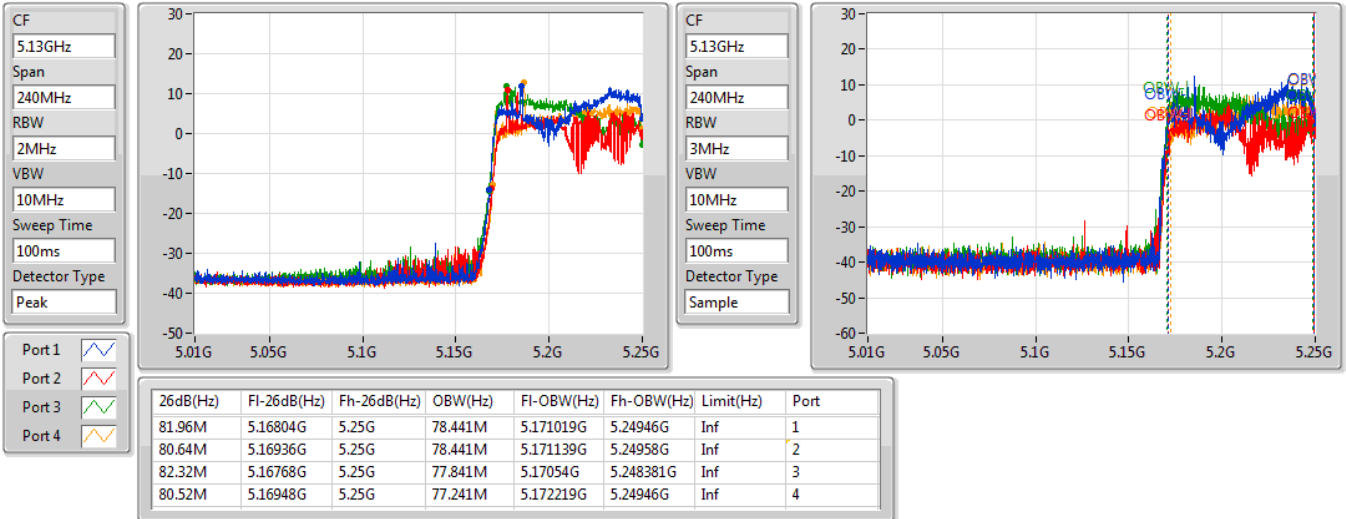 CF
5.13GHz
Span
240MHz
RBW
2MHz
VBW
10MHz
Sweep Time
100ms
Detector Type
Peak
30
20
10
0
-10
-20
-30
-40
-50
5.01G 5.05G 5.1G 5.15G 5.2G 5.25G
CF
5.13GHz
Span
240MHz
RBW
3MHz
VBW
10MHz
Sweep Time
100ms
Detector Type
Sample
30
20
10
0
-10
-20
-30
-40
-50
-60
5.01G 5.05G 5.1G 5.15G 5.2G 5.25G
Port 1
Port 2
Port 3
Port 4
26dB(Hz) Fl-26dB(Hz) Fh-26dB(Hz) OBW(Hz) Fl-OBW(Hz) Fh-OBW(Hz) Limit(Hz) Port
81.96M 5.16804G 5.25G 78.441M 5.171019G 5.24946G Inf 1
80.64M 5.16936G 5.25G 78.441M 5.171139G 5.24958G Inf 2
82.32M 5.16768G 5.25G 77.841M 5.17054G 5.248381G Inf 3
80.52M 5.16948G 5.25G 77.241M 5.172219G 5.24946G Inf 4